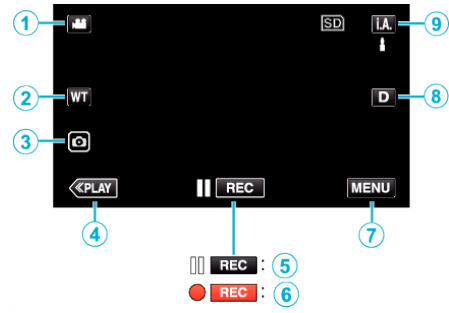 1 SD I.A. 9
2 WT D 8
3
≪PLAY REC MENU
4 7
REC : 5
REC : 6